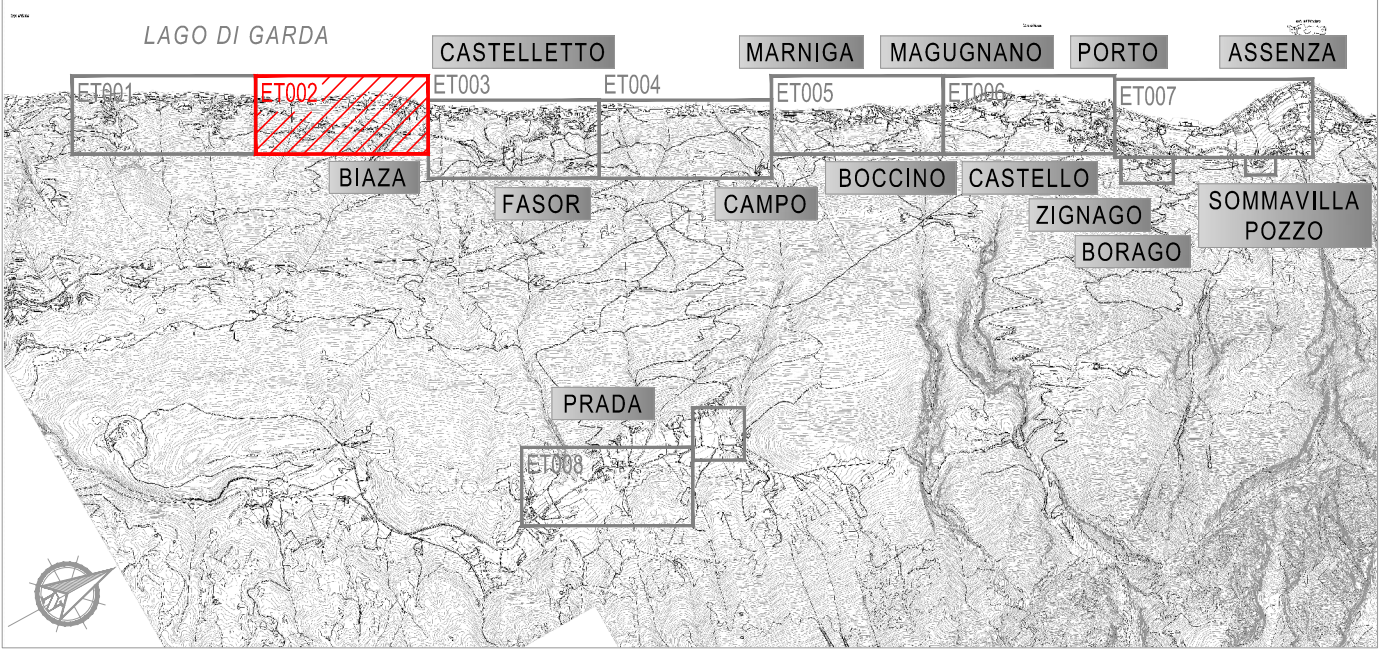 LAGO DI GARDA
CASTELLETTO
MARNIGA
MAGUGNANO
PORTO
ASSENZA
ET001
ET002
ET003
ET004
ET005
ET006
ET007
BIAZA
FASOR
CAMPO
BOCCINO
CASTELLO
ZIGNAGO
BORAGO
SOMMAVILLA
POZZO
PRADA
ET008